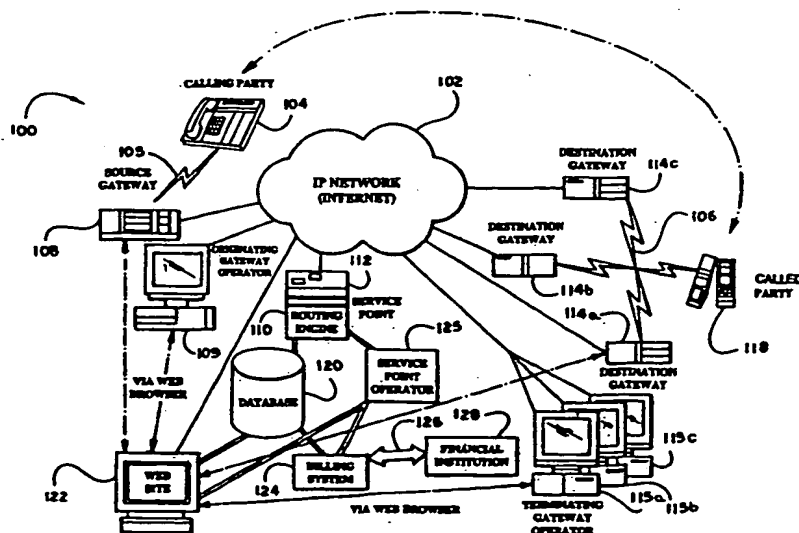 CALLING PARTY
104
102
100
105
SOURCE
GATEWAY
108
IP NETWORK
(INTERNET)
DESTINATION
GATEWAY
114c
106
DESTINATION
GATEWAY
114b
CALLED
PARTY
118
ORIGINATING
GATEWAY
OPERATOR
109
112
SERVICE
POINT
110
ROUTING
ENGINE
125
SERVICE
POINT
OPERATOR
114a
DESTINATION
GATEWAY
VIA WEB
BROWSER
DATABASE
120
126
128
FINANCIAL
INSTITUTION
115c
122
WEB
SITE
124
BILLING
SYSTEM
VIA WEB BROWSER
115a
115b
TERMINATING
GATEWAY
OPERATOR